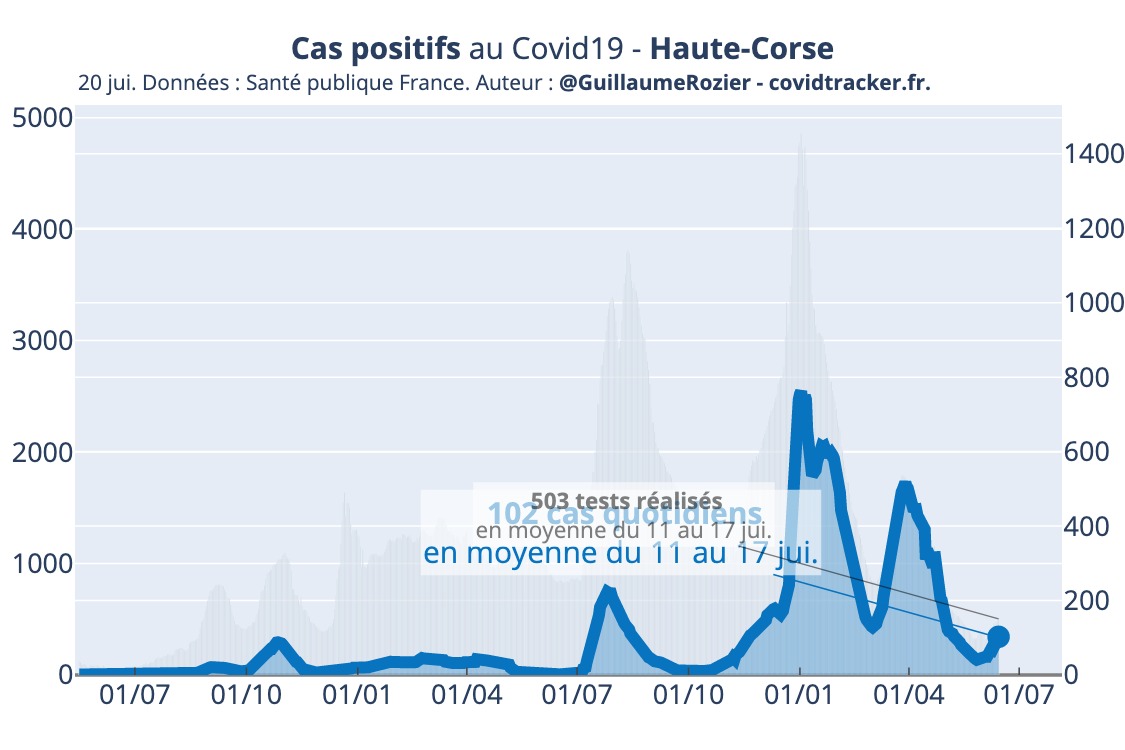 Cas positifs au Covid19 - Haute-Corse
20 jui. Données : Santé publique France. Auteur : @GuillaumeRozier - covidtracker.fr.
5000
4000
3000
2000
1000
0
1400
1200
1000
800
600
400
200
0
503 tests réalisés
102 cas quotidiens
en moyenne du 11 au 17 jui.
en moyenne du 11 au 17 jui.
01/07 01/10 01/01 01/04 01/07 01/10 01/01 01/04 01/07